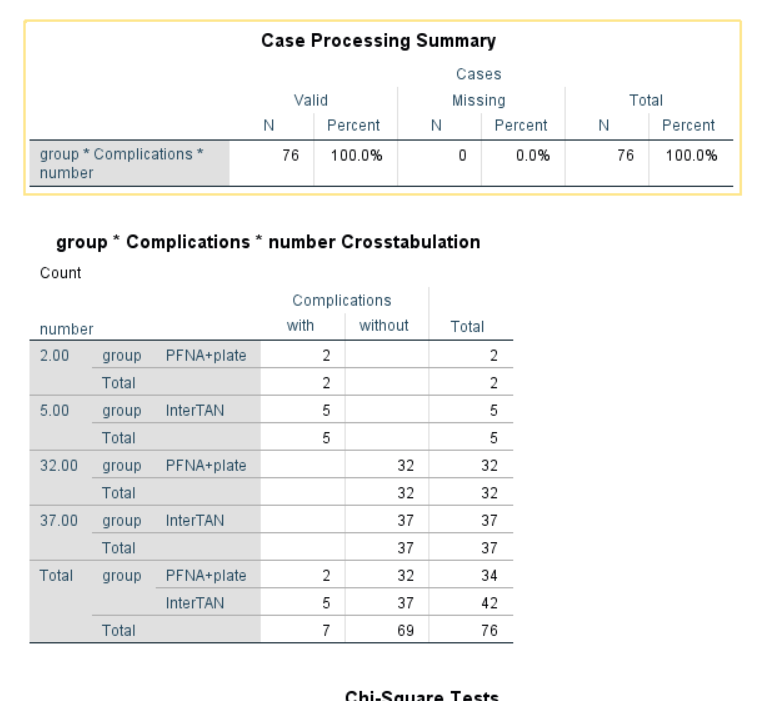 Case Processing Summary
Cases
Valid Missing Total
N Percent N Percent N Percent
group * Complications * number 76 100.0% 0 0.0% 76 100.0%
group * Complications * number Crosstabulation
Count
Complications
number with without Total
2.00 group PFNA+plate 2 2
Total 2 2
5.00 group InterTAN 5 5
Total 5 5
32.00 group PFNA+plate 32 32
Total 32 32
37.00 group InterTAN 37 37
Total 37 37
Total group PFNA+plate 2 32 34
InterTAN 5 37 42
Total 7 69 76
Chi-Square Tests